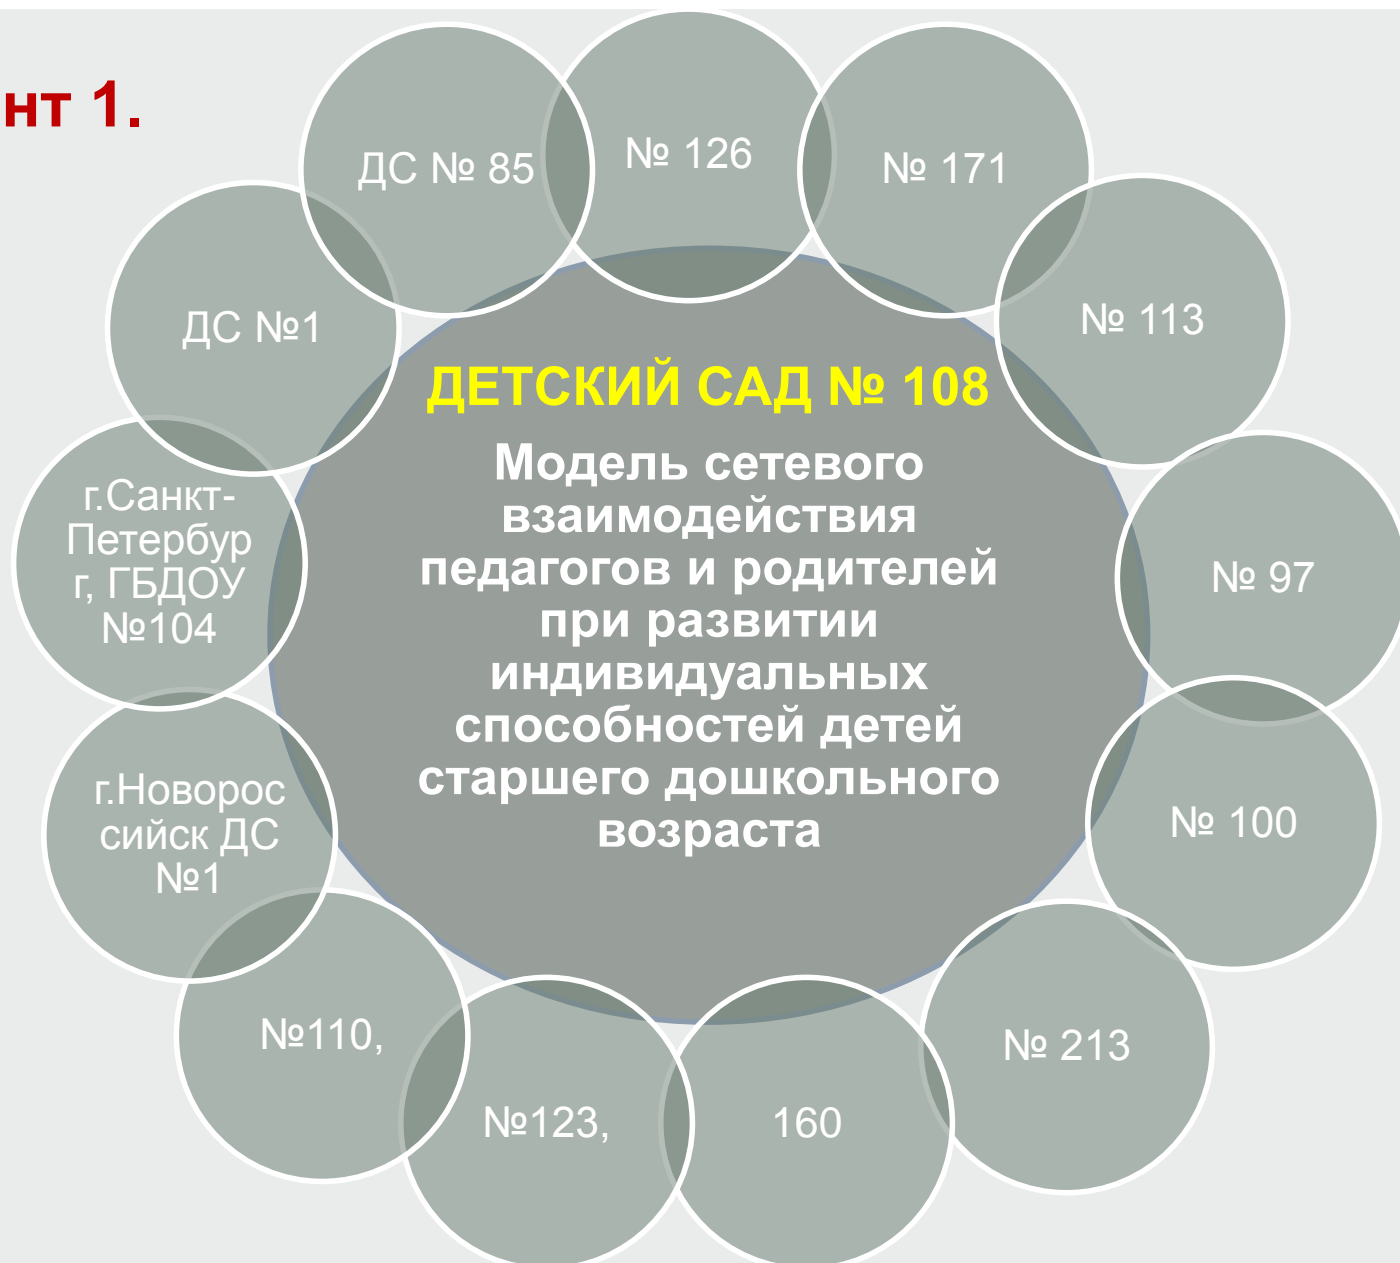 нт 1.
ДС № 85
№ 126
№ 171
№ 113
№ 97
№ 100
№ 213
160
№123,
№110,
г.Новорос
сийск ДС
№1
г.Санкт-
Петербур
г, ГБДОУ
№104
ДС №1
ДЕТСКИЙ САД № 108
Модель сетевого
взаимодействия
педагогов и родителей
при развитии
индивидуальных
способностей детей
старшего дошкольного
возраста